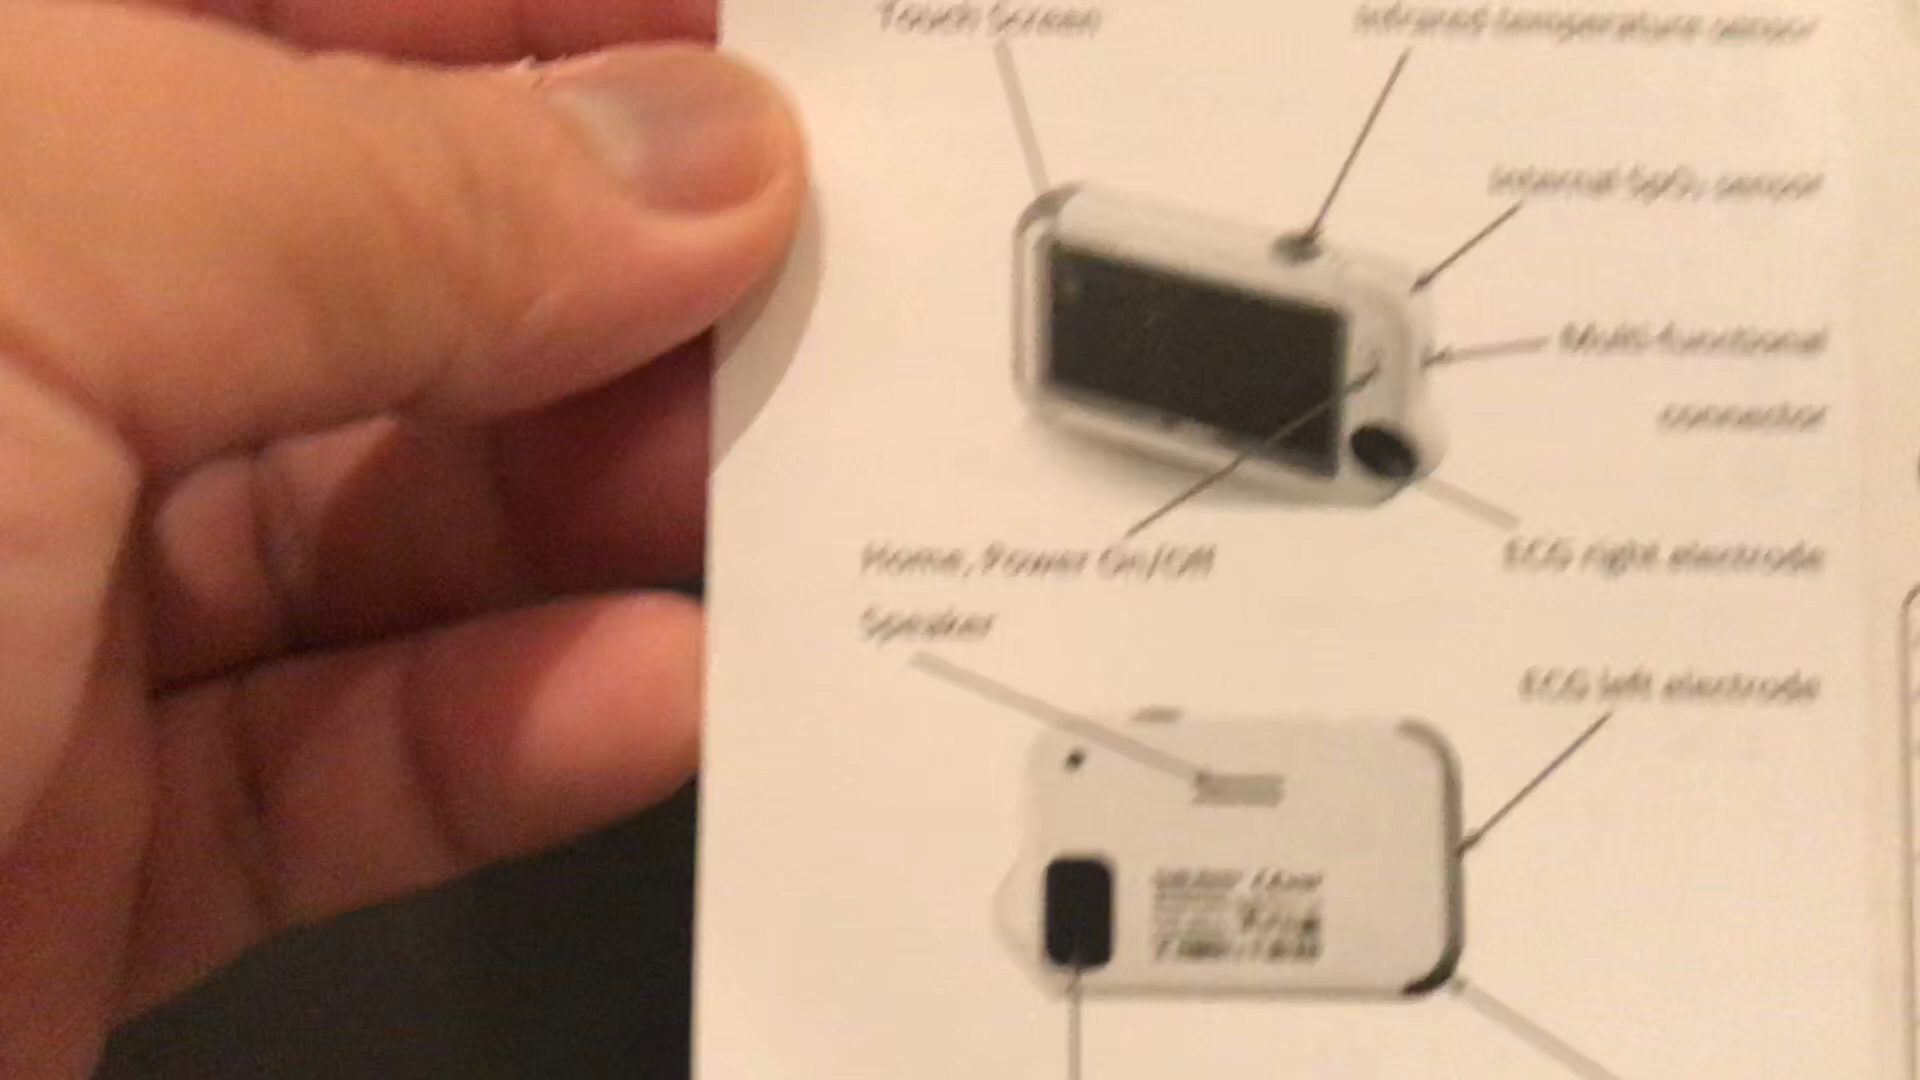 Touch Screen
Infrared temperature sensor
Internal SpO₂ sensor
Multi-functional
connector
Home, Power On/Off
ECG right electrode
Speaker
ECG left electrode